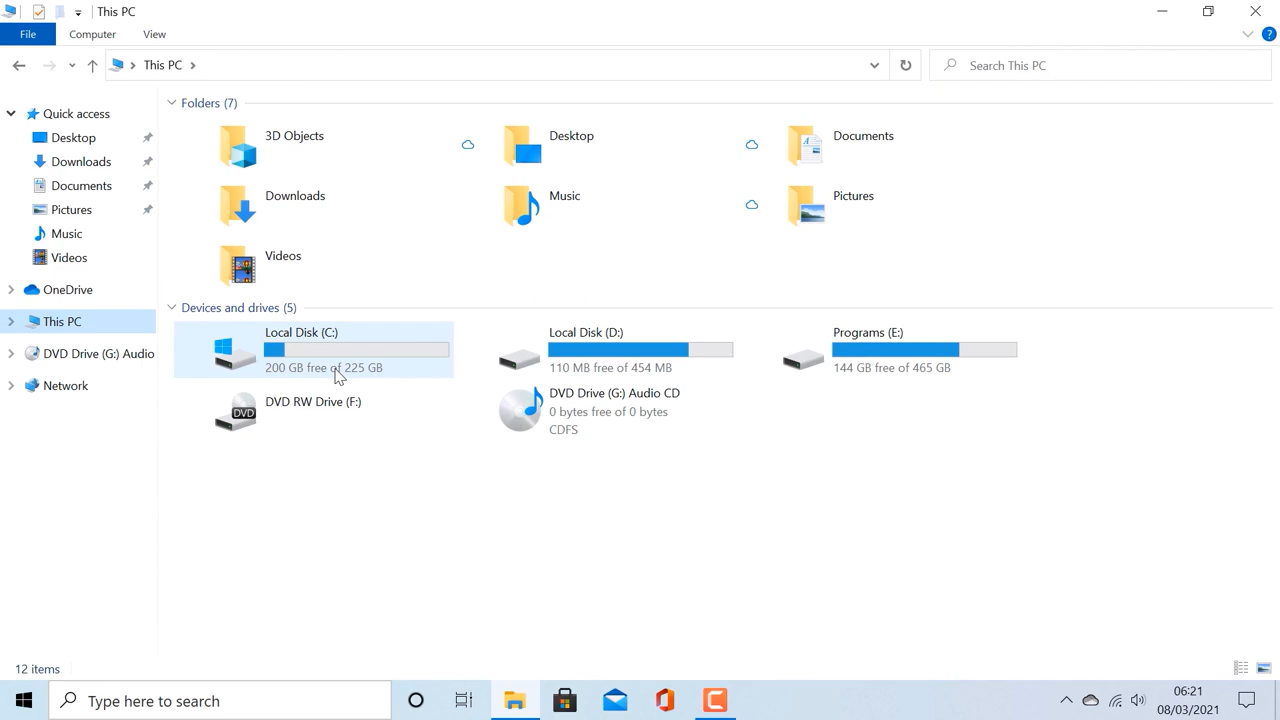 This PC
File
Computer
View
This PC
Search This PC
Quick access
Desktop
Downloads
Documents
Pictures
Music
Videos
OneDrive
This PC
DVD Drive (G:) Audio
Network
Folders (7)
3D Objects
Desktop
Documents
Downloads
Music
Pictures
Videos
Devices and drives (5)
Local Disk (C:)
200 GB free of 225 GB
Local Disk (D:)
110 MB free of 454 MB
Programs (E:)
144 GB free of 465 GB
DVD
DVD RW Drive (F:)
DVD Drive (G:) Audio CD
0 bytes free of 0 bytes
CDFS
12 items
Type here to search
06:21
08/03/2021